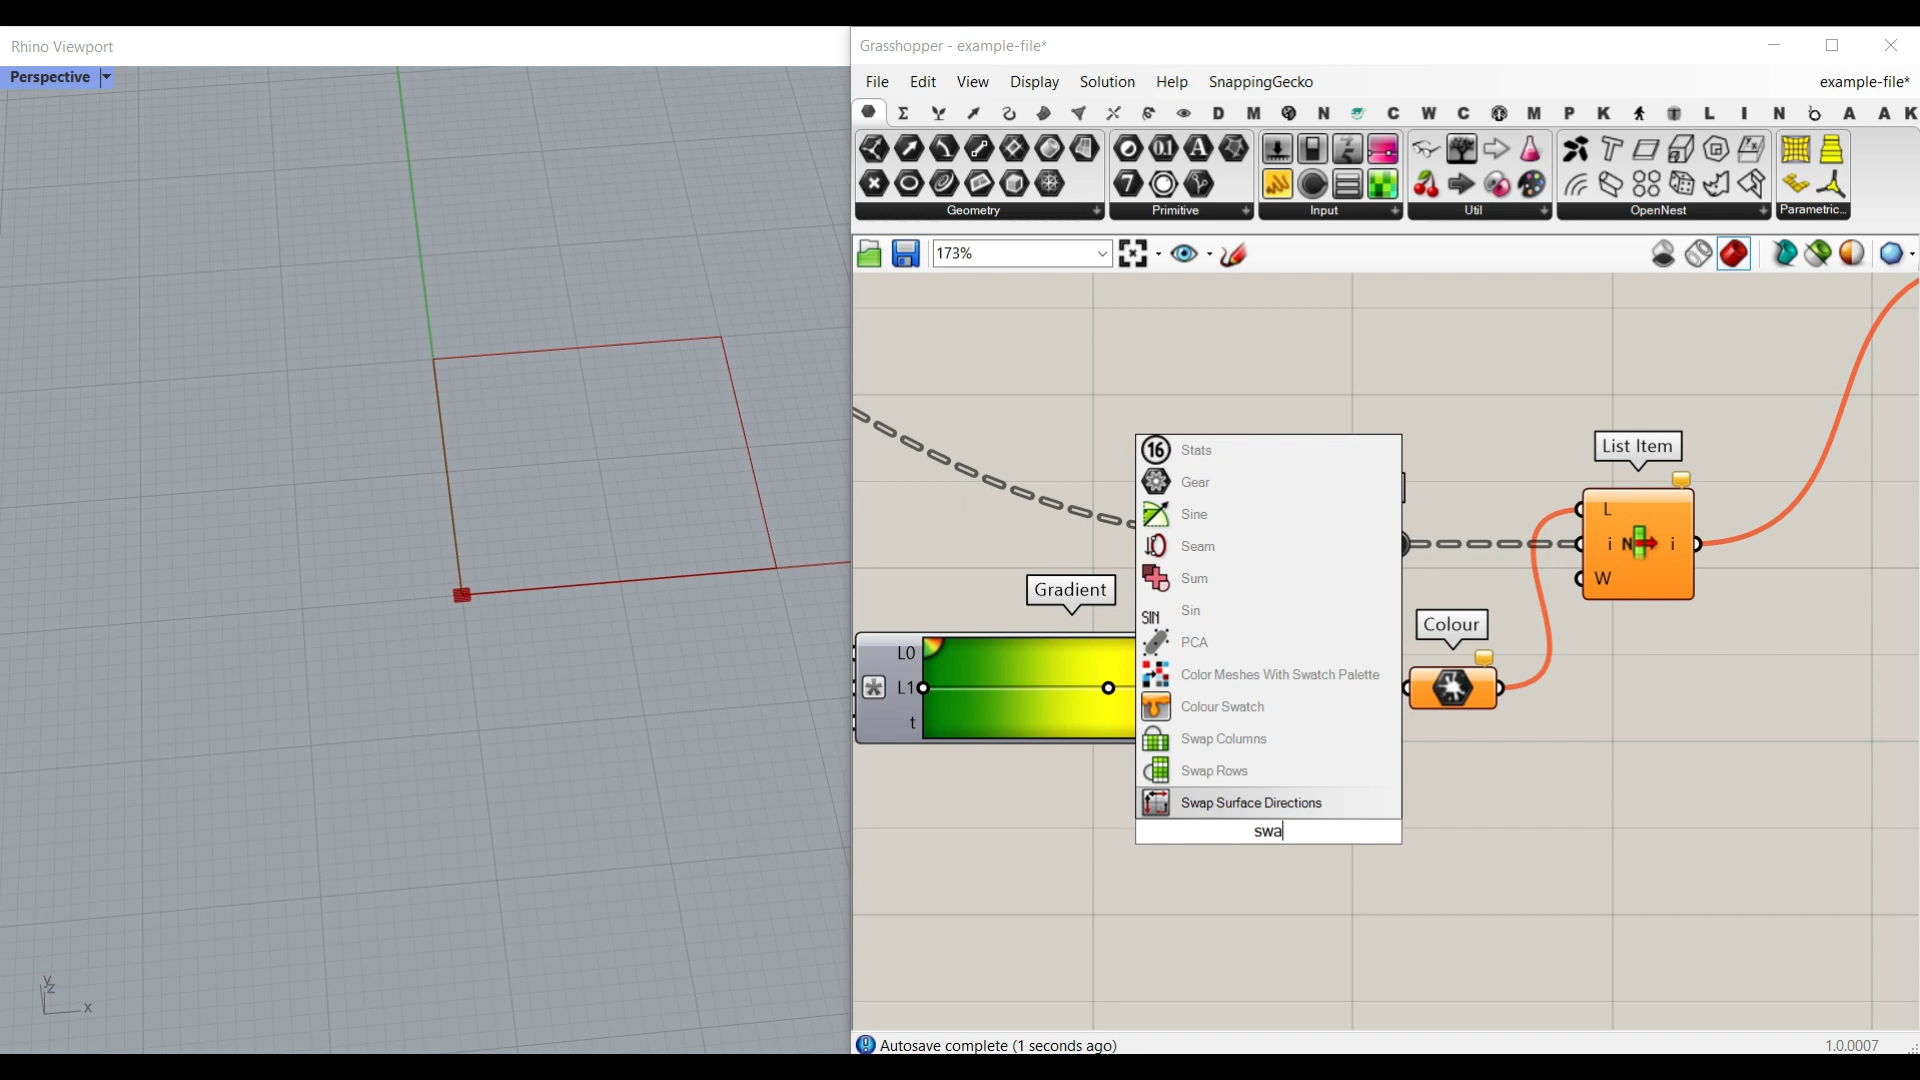 Rhino Viewport
Perspective
Grasshopper - example-file*
File Edit View Display Solution Help SnappingGecko
example-file*
D M N C W C M P K L I N A A K
Geometry
Primitive
Input
Util
OpenNest
Parametric...
173%
List Item
L
i N i
W
Gradient
L0
L1
t
Colour
16 Stats
Gear
Sine
Seam
Sum
SIN Sin
PCA
Color Meshes With Swatch Palette
Colour Swatch
Swap Columns
Swap Rows
Swap Surface Directions
swa
y
z
x
Autosave complete (1 seconds ago)
1.0.0007